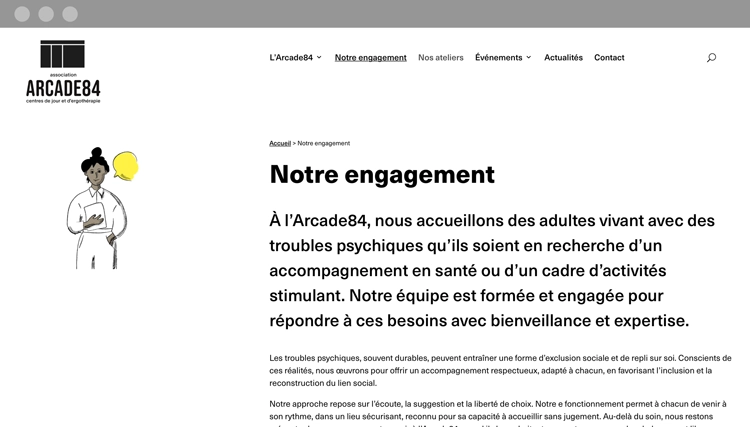 association
ARCADE84
centres de jour et d'ergothérapie
L'Arcade84 Notre engagement Nos ateliers Événements Actualités Contact
Accueil > Notre engagement
Notre engagement
À l'Arcade84, nous accueillons des adultes vivant avec des
troubles psychiques qu'ils soient en recherche d'un
accompagnement en santé ou d'un cadre d'activités
stimulant. Notre équipe est formée et engagée pour
répondre à ces besoins avec bienveillance et expertise.
Les troubles psychiques, souvent durables, peuvent entraîner une forme d'exclusion sociale et de repli sur soi. Conscients de
ces réalités, nous œuvrons pour offrir un accompagnement respectueux, adapté à chacun, en favorisant l'inclusion et la
reconstruction du lien social.
Notre approche repose sur l'écoute, la suggestion et la liberté de choix. Notre e fonctionnement permet à chacun de venir à
son rythme, dans un lieu sécurisant, reconnu pour sa capacité à accueillir sans jugement. Au-delà du soin, nous restons